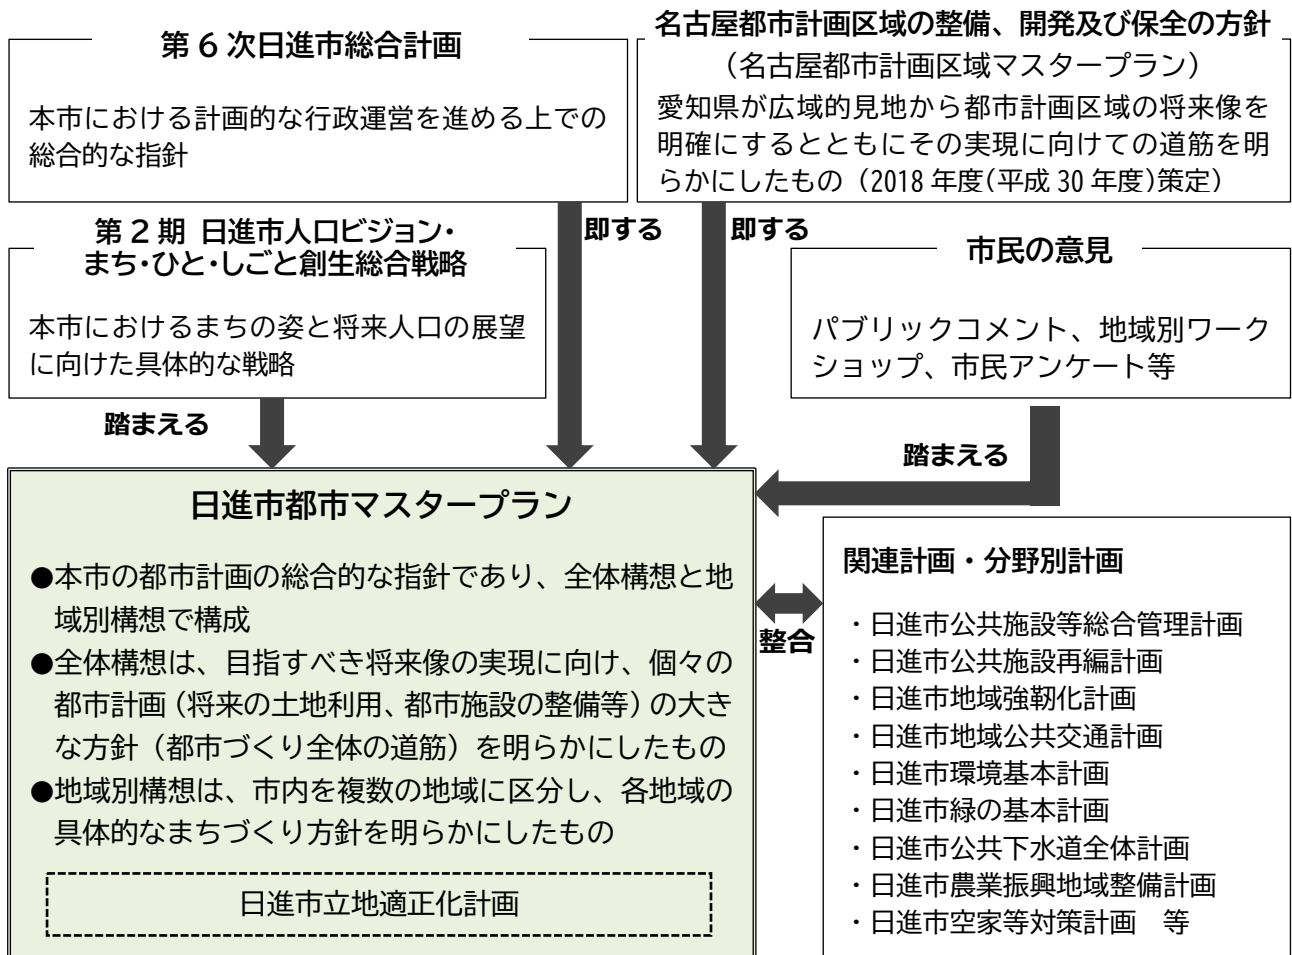 第6次日進市総合計画
本市における計画的な行政運営を進める上での
総合的な指針
名古屋都市計画区域の整備、開発及び保全の方針
（名古屋都市計画区域マスタープラン）
愛知県が広域的見地から都市計画区域の将来像を
明確にするとともにその実現に向けての道筋を明
らかにしたもの（2018年度(平成30年度)策定）
即する
即する
第2期 日進市人口ビジョン・
まち・ひと・しごと創生総合戦略
本市におけるまちの姿と将来人口の展望
に向けた具体的な戦略
市民の意見
パブリックコメント、地域別ワーク
ショップ、市民アンケート等
踏まえる
踏まえる
日進市都市マスタープラン
●本市の都市計画の総合的な指針であり、全体構想と地
域別構想で構成
●全体構想は、目指すべき将来像の実現に向け、個々の
都市計画（将来の土地利用、都市施設の整備等）の大き
な方針（都市づくり全体の道筋）を明らかにしたもの
●地域別構想は、市内を複数の地域に区分し、各地域の
具体的なまちづくり方針を明らかにしたもの
日進市立地適正化計画
整合
関連計画・分野別計画
・日進市公共施設等総合管理計画
・日進市公共施設再編計画
・日進市地域強靭化計画
・日進市地域公共交通計画
・日進市環境基本計画
・日進市緑の基本計画
・日進市公共下水道全体計画
・日進市農業振興地域整備計画
・日進市空家等対策計画　等